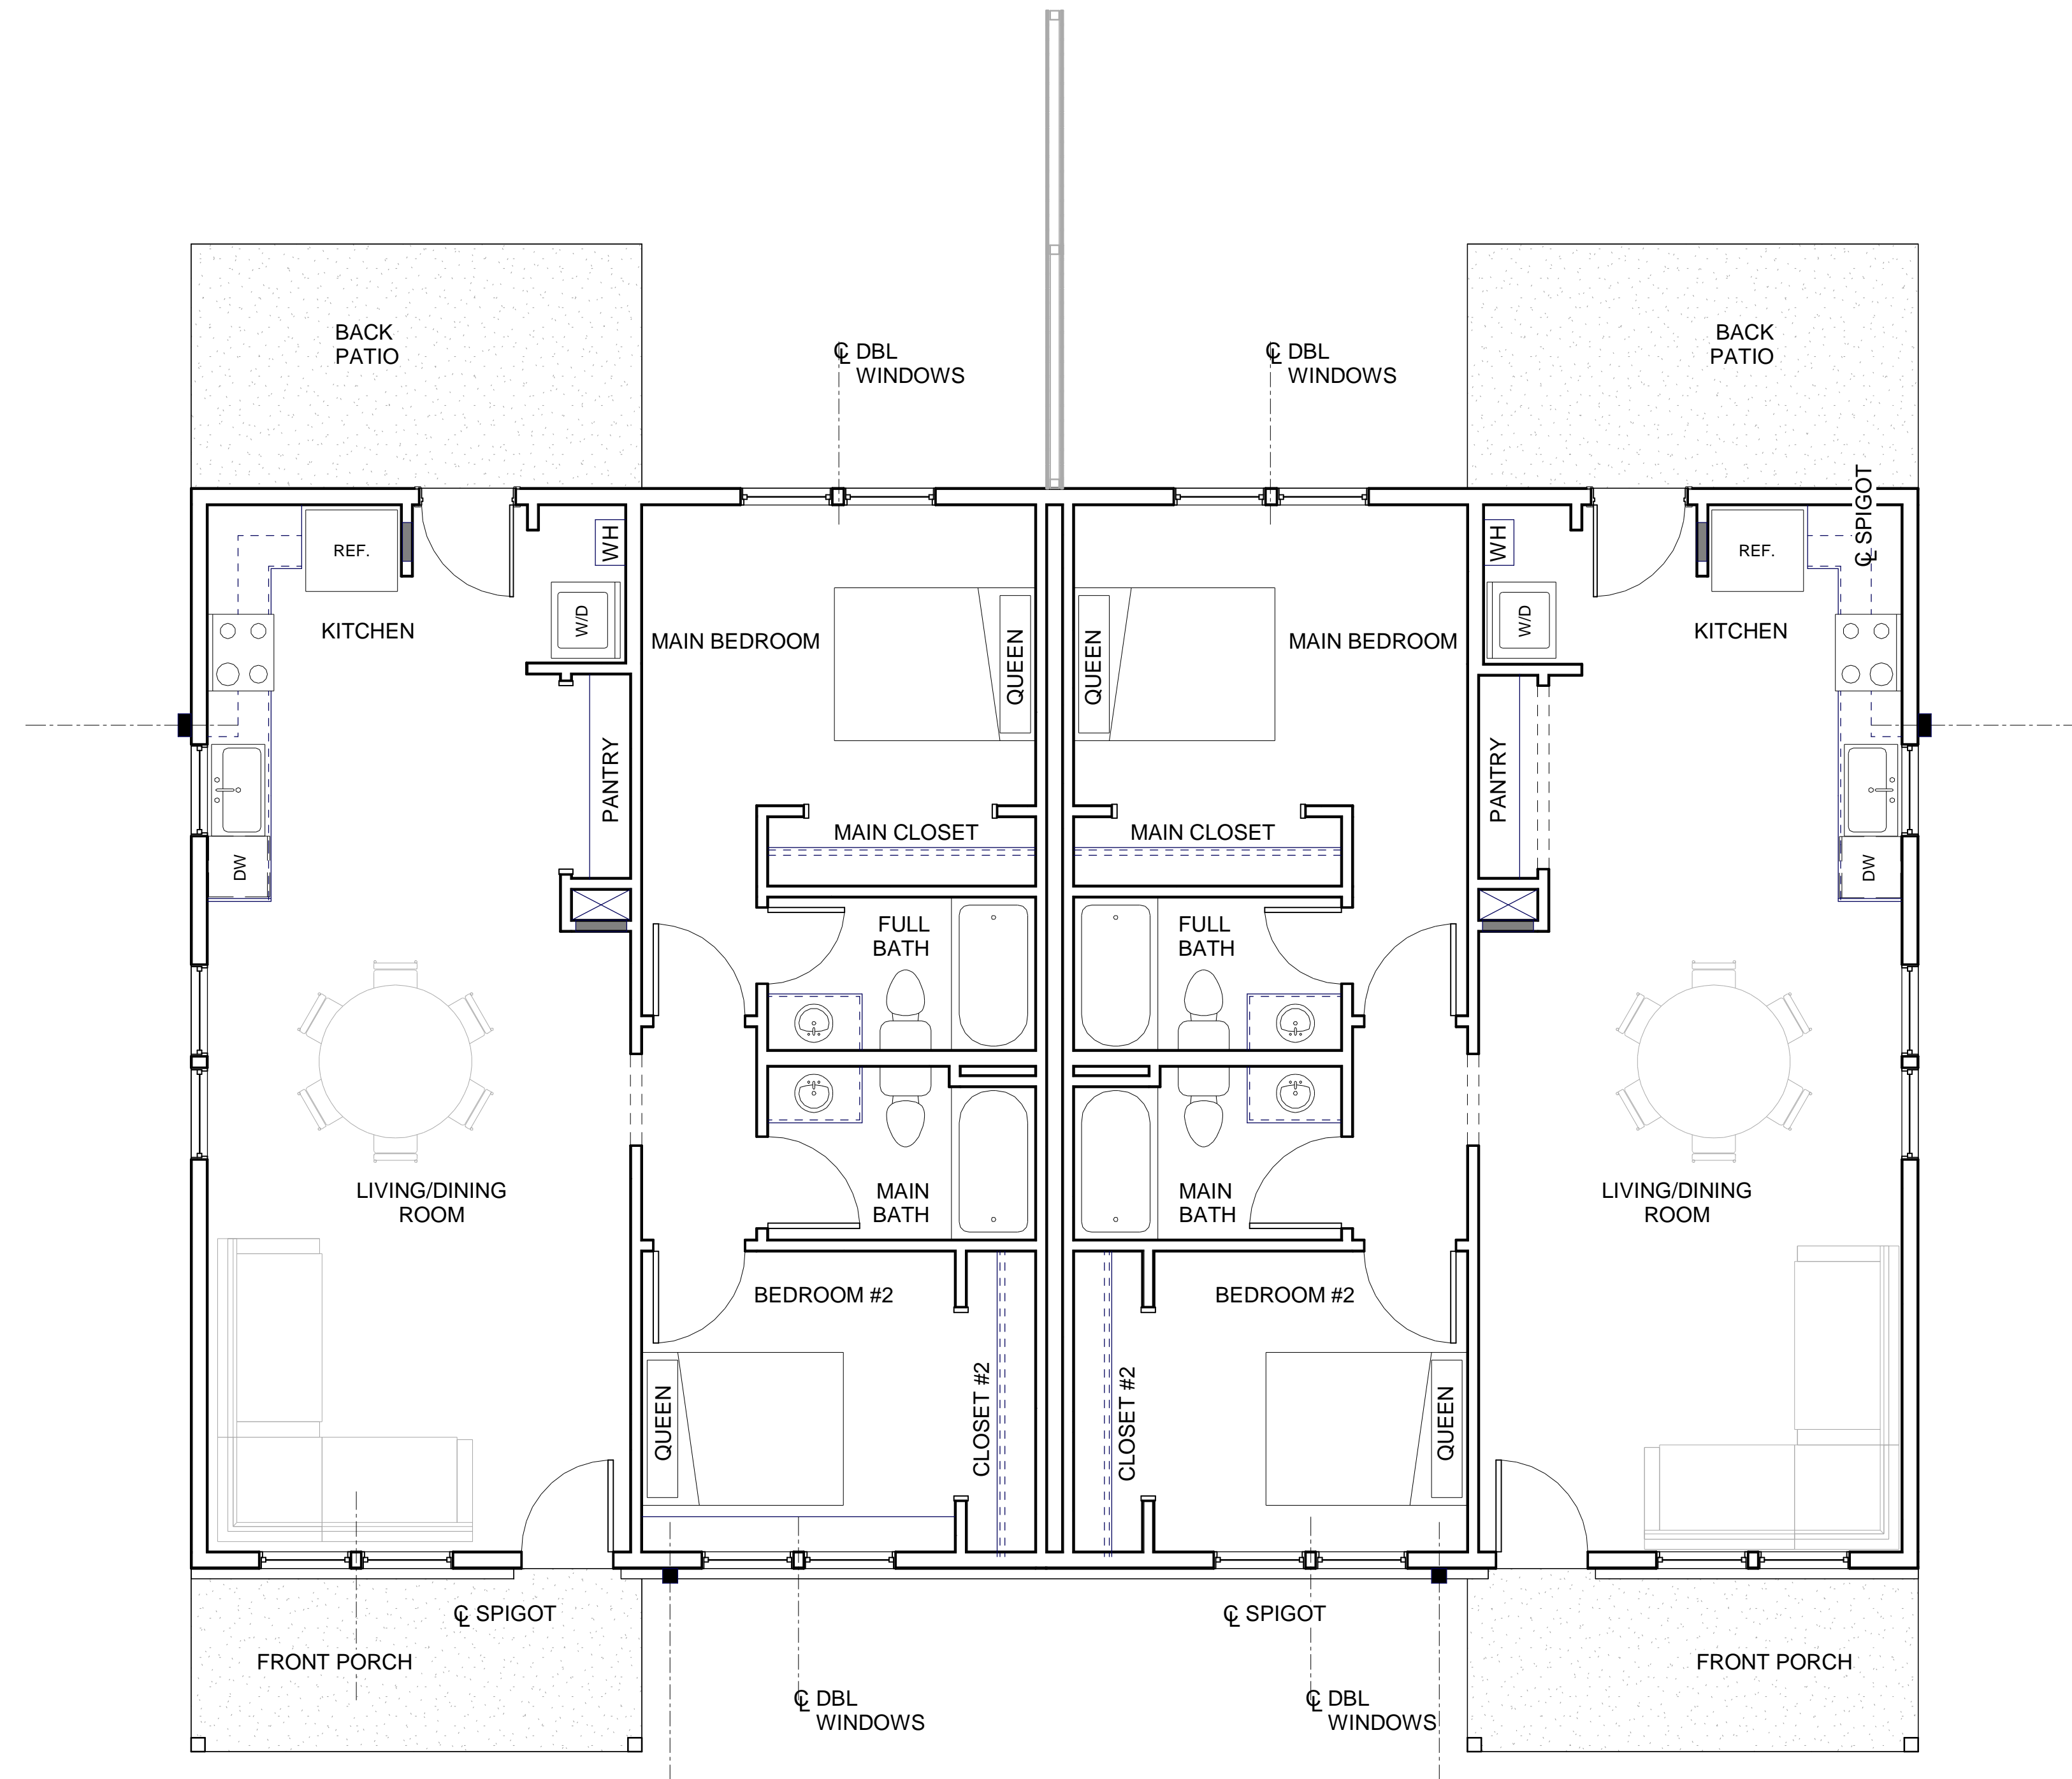 BACK
PATIO
℄ DBL
WINDOWS
℄ DBL
WINDOWS
BACK
PATIO
℄ SPIGOT
REF.
WH
WH
REF.
W/D
W/D
KITCHEN
MAIN BEDROOM
QUEEN
QUEEN
MAIN BEDROOM
KITCHEN
PANTRY
PANTRY
MAIN CLOSET
MAIN CLOSET
DW
DW
FULL
BATH
FULL
BATH
LIVING/DINING
ROOM
MAIN
BATH
MAIN
BATH
LIVING/DINING
ROOM
BEDROOM #2
BEDROOM #2
QUEEN
CLOSET #2
CLOSET #2
QUEEN
℄ SPIGOT
℄ SPIGOT
FRONT PORCH
FRONT PORCH
℄ DBL
WINDOWS
℄ DBL
WINDOWS